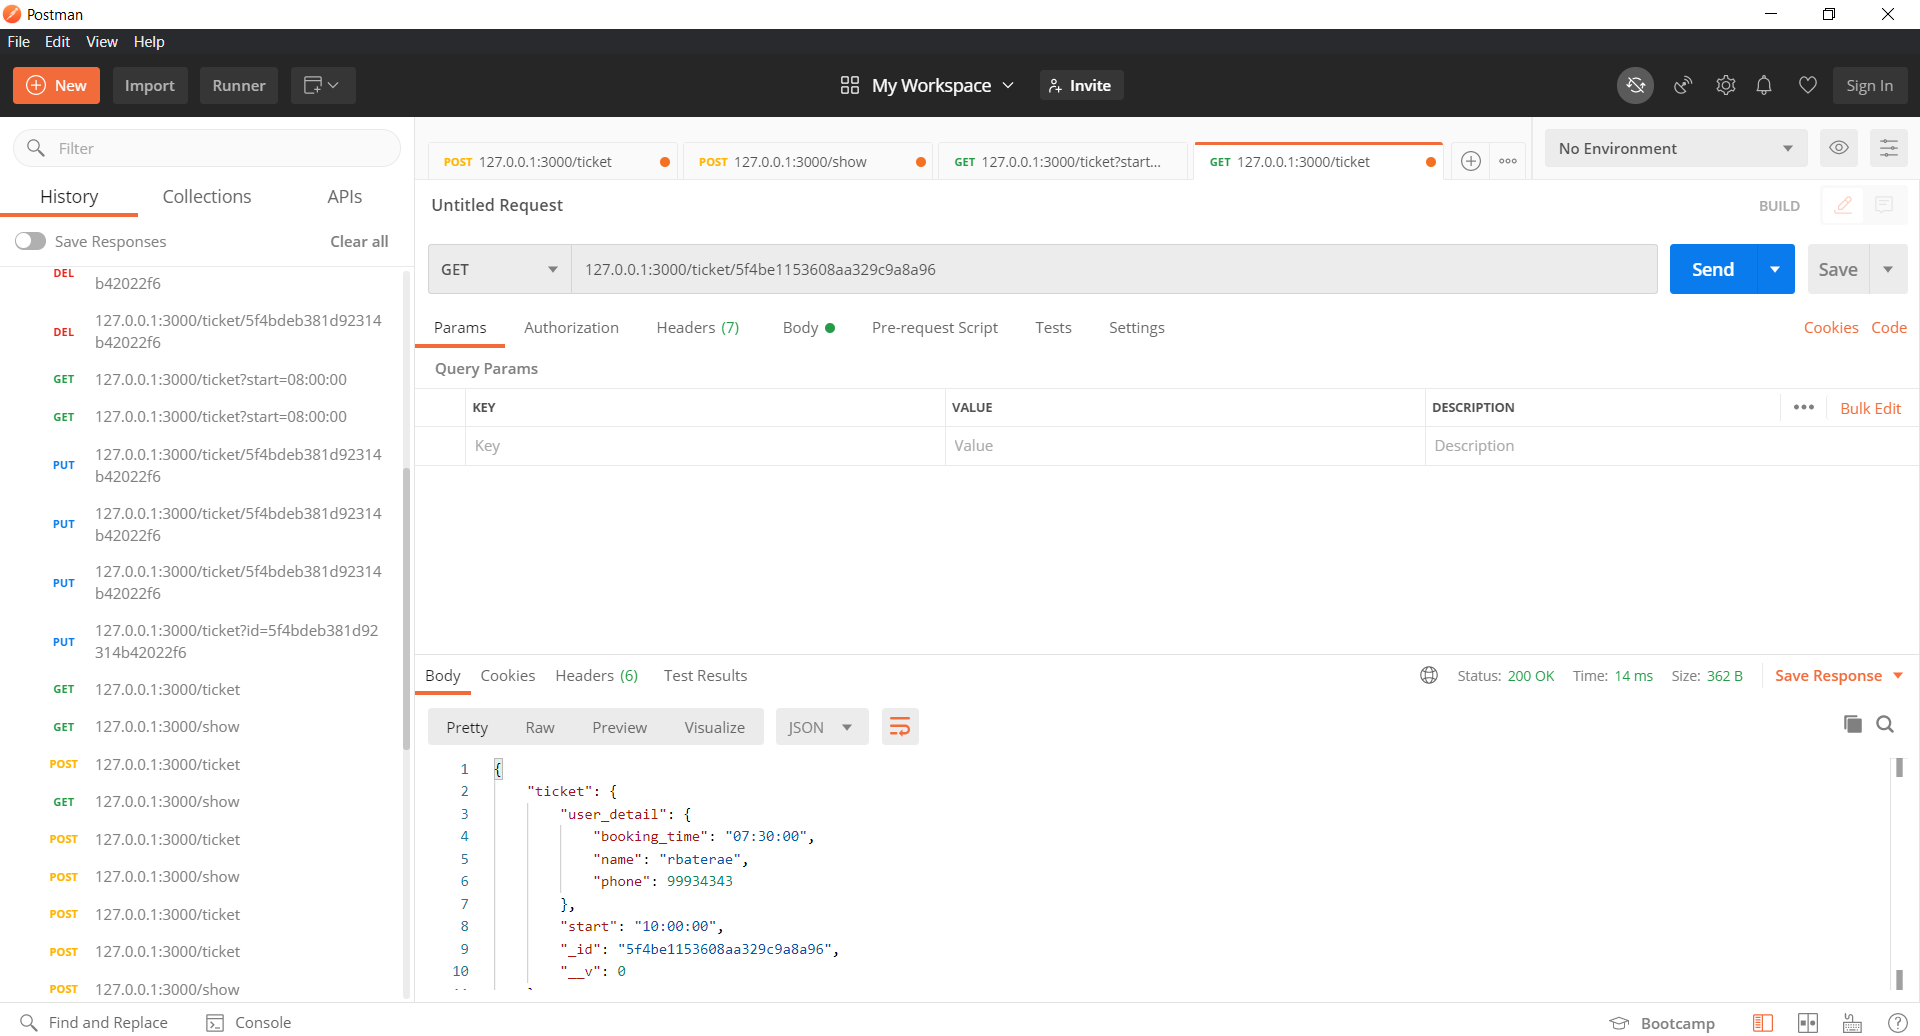 Postman
File Edit View Help
New Import Runner My Workspace Invite Sign In
Filter
History Collections APIs
Save Responses Clear all
DEL b42022f6
DEL 127.0.0.1:3000/ticket/5f4bdeb381d92314
b42022f6
GET 127.0.0.1:3000/ticket?start=08:00:00
GET 127.0.0.1:3000/ticket?start=08:00:00
PUT 127.0.0.1:3000/ticket/5f4bdeb381d92314
b42022f6
PUT 127.0.0.1:3000/ticket/5f4bdeb381d92314
b42022f6
PUT 127.0.0.1:3000/ticket/5f4bdeb381d92314
b42022f6
PUT 127.0.0.1:3000/ticket?id=5f4bdeb381d92
314b42022f6
GET 127.0.0.1:3000/ticket
GET 127.0.0.1:3000/show
POST 127.0.0.1:3000/ticket
GET 127.0.0.1:3000/show
POST 127.0.0.1:3000/ticket
POST 127.0.0.1:3000/show
POST 127.0.0.1:3000/ticket
POST 127.0.0.1:3000/ticket
POST 127.0.0.1:3000/show
POST 127.0.0.1:3000/ticket POST 127.0.0.1:3000/show GET 127.0.0.1:3000/ticket?start... GET 127.0.0.1:3000/ticket No Environment
Untitled Request BUILD
GET 127.0.0.1:3000/ticket/5f4be1153608aa329c9a8a96 Send Save
Params Authorization Headers (7) Body Pre-request Script Tests Settings Cookies Code
Query Params
KEY VALUE DESCRIPTION Bulk Edit
Key Value Description
Body Cookies Headers (6) Test Results Status: 200 OK Time: 14 ms Size: 362 B Save Response
Pretty Raw Preview Visualize JSON
1 {
2 "ticket": {
3 "user_detail": {
4 "booking_time": "07:30:00",
5 "name": "rbaterae",
6 "phone": 99934343
7 },
8 "start": "10:00:00",
9 "_id": "5f4be1153608aa329c9a8a96",
10 "__v": 0
Find and Replace Console Bootcamp